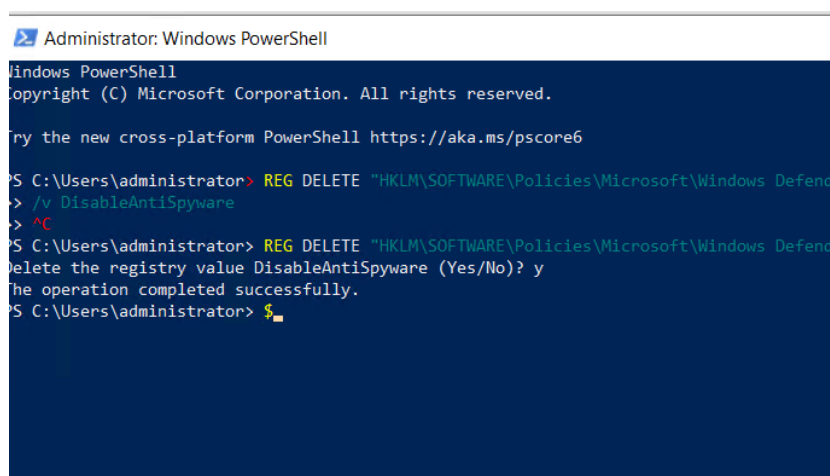 Administrator: Windows PowerShell
Windows PowerShell
Copyright (C) Microsoft Corporation. All rights reserved.
Try the new cross-platform PowerShell https://aka.ms/pscore6
PS C:\Users\administrator> REG DELETE "HKLM\SOFTWARE\Policies\Microsoft\Windows Defend
>> /v DisableAntiSpyware
>> ^C
PS C:\Users\administrator> REG DELETE "HKLM\SOFTWARE\Policies\Microsoft\Windows Defend
Delete the registry value DisableAntiSpyware (Yes/No)? y
The operation completed successfully.
PS C:\Users\administrator> $_